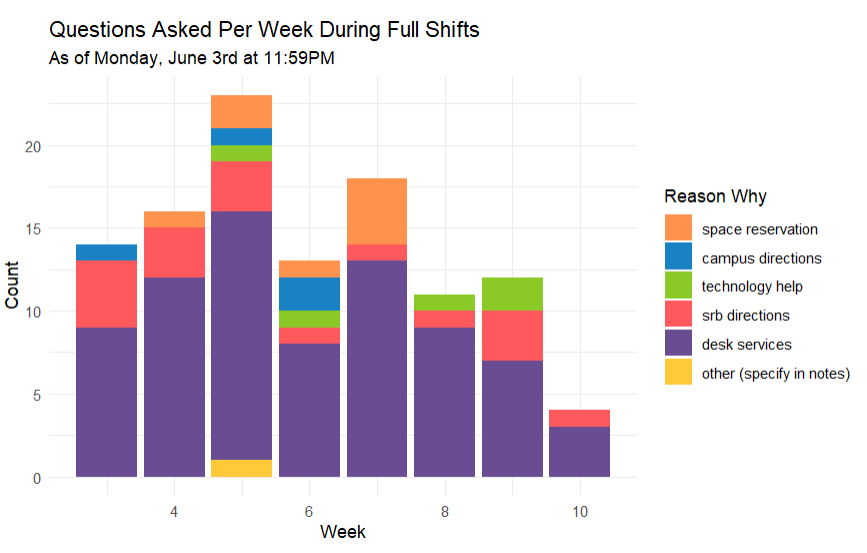 Questions Asked Per Week During Full Shifts
As of Monday, June 3rd at 11:59PM
Count
20
15
10
5
0
4
6
8
10
Week
Reason Why
space reservation
campus directions
technology help
srb directions
desk services
other (specify in notes)